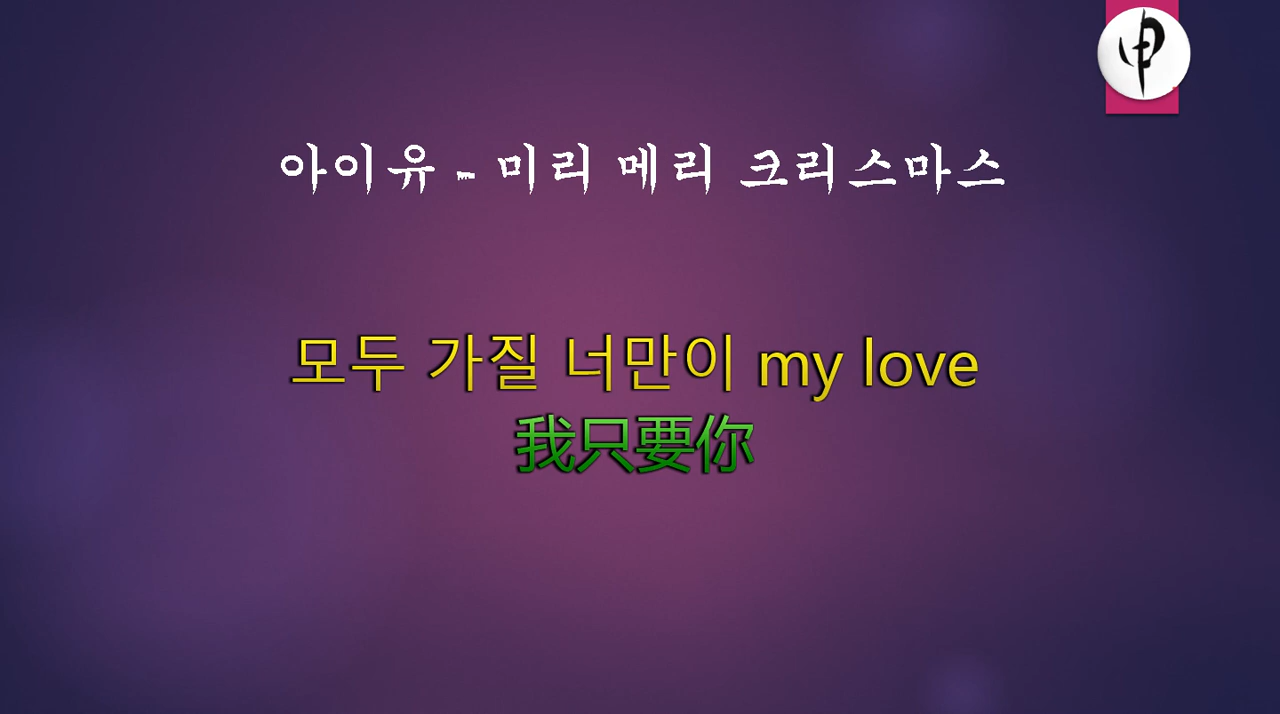 아이유 - 미리 메리 크리스마스
모두 가질 너만이 my love
我只要你